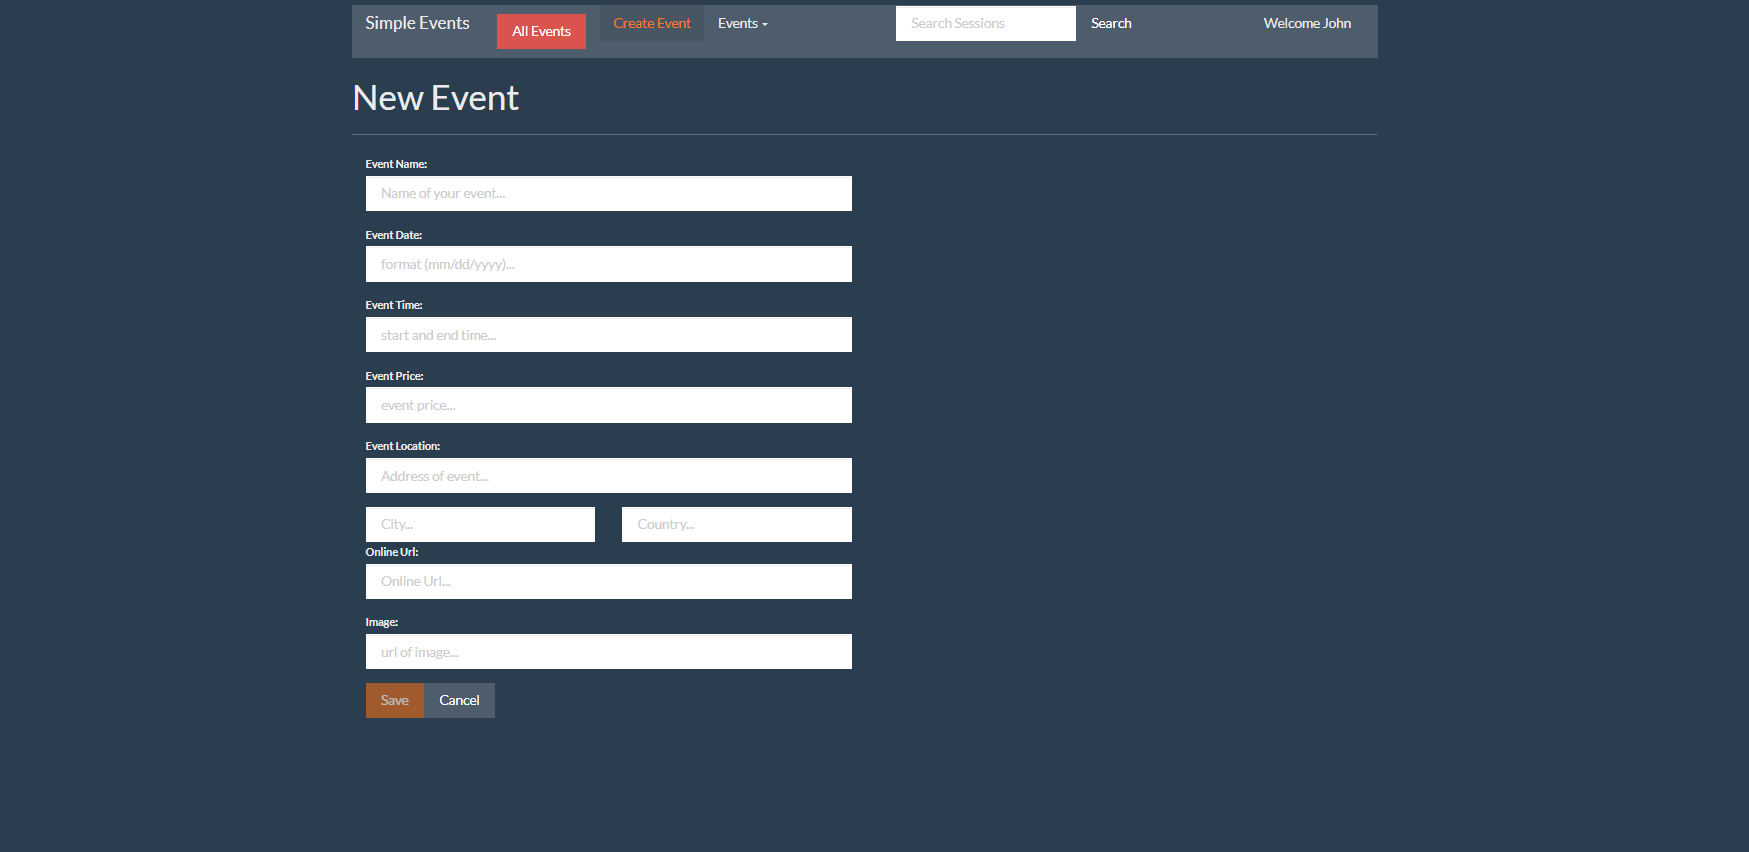 Simple Events All Events Create Event Events Search Sessions Search Welcome John
New Event
Event Name:
Name of your event...
Event Date:
format (mm/dd/yyyy)...
Event Time:
start and end time...
Event Price:
event price...
Event Location:
Address of event...
City... Country...
Online Url:
Online Url...
Image:
url of image...
Save Cancel